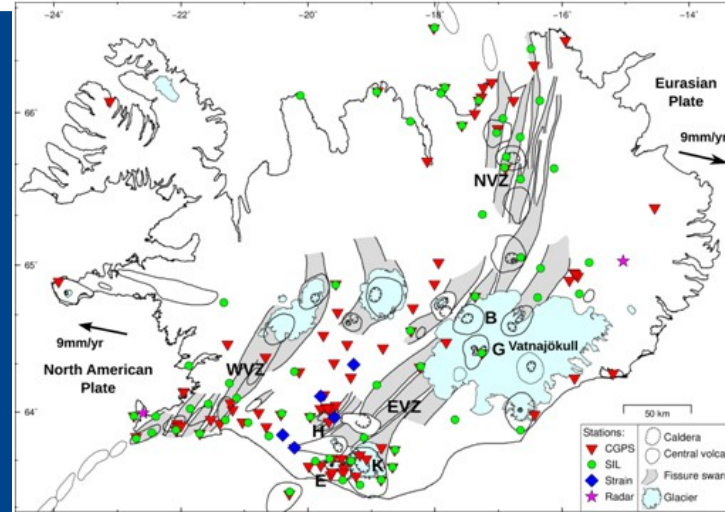 −24° −22° −20° −18° −16° −14°
66°
65°
64°
Eurasian
Plate
9mm/yr
NVZ
B
G
Vatnajökull
9mm/yr
North American
Plate
WVZ
EVZ
H
K
E
50 km
Stations:
CGPS
SIL
Strain
Radar
Caldera
Central volca
Fissure swarm
Glacier